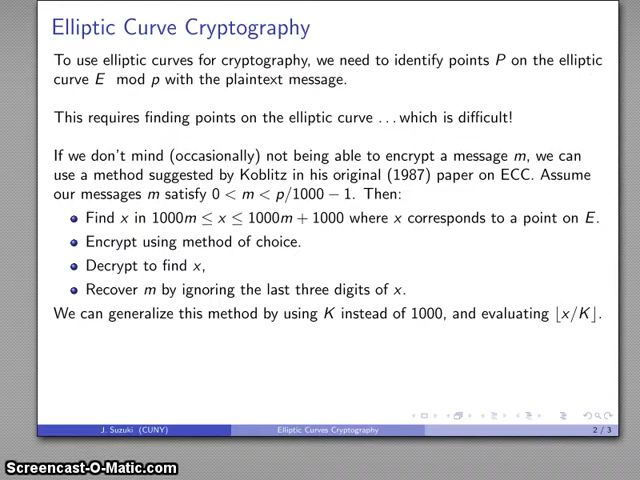 Elliptic Curve Cryptography
To use elliptic curves for cryptography, we need to identify points P on the elliptic
curve E mod p with the plaintext message.
This requires finding points on the elliptic curve . . . which is difficult!
If we don't mind (occasionally) not being able to encrypt a message m, we can
use a method suggested by Koblitz in his original (1987) paper on ECC. Assume
our messages m satisfy 0 < m < p/1000 − 1. Then:
Find x in 1000m ≤ x ≤ 1000m + 1000 where x corresponds to a point on E.
Encrypt using method of choice.
Decrypt to find x,
Recover m by ignoring the last three digits of x.
We can generalize this method by using K instead of 1000, and evaluating ⌊x/K⌋.
J. Suzuki (CUNY) Elliptic Curves Cryptography 2 / 3
Screencast-O-Matic.com